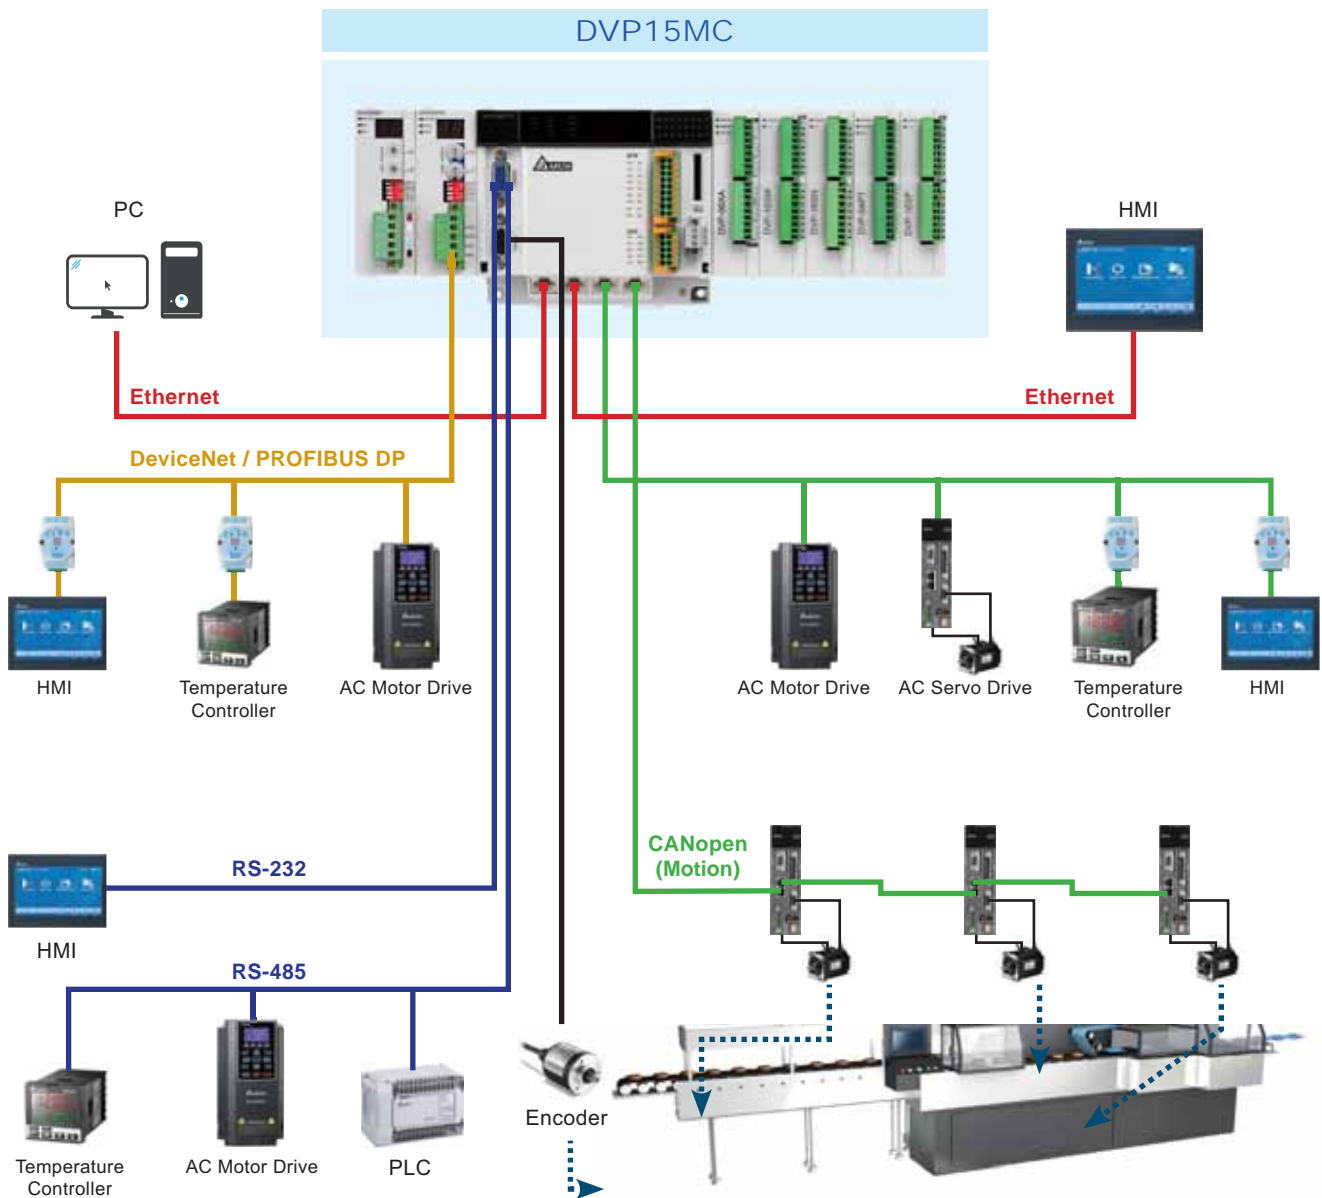 DVP15MC
PC
HMI
Ethernet
Ethernet
DeviceNet / PROFIBUS DP
HMI
Temperature
Controller
AC Motor Drive
AC Motor Drive
AC Servo Drive
Temperature
Controller
HMI
RS-232
HMI
CANopen
(Motion)
RS-485
Temperature
Controller
AC Motor Drive
PLC
Encoder